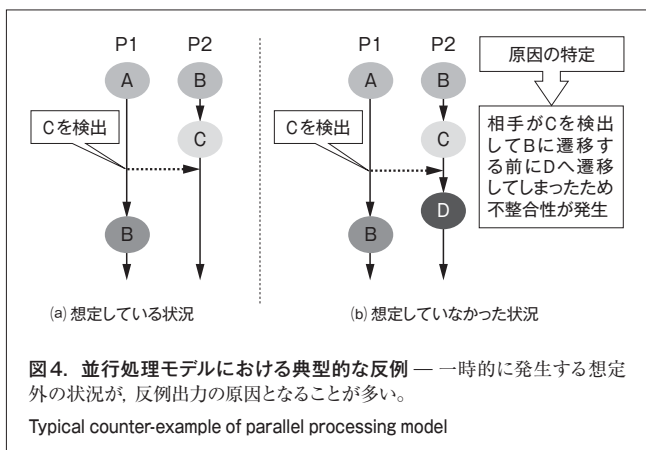 P1 P2
A B
Cを検出
C
B
(a) 想定している状況
P1 P2
A B
Cを検出
C
D
B
(b) 想定していなかった状況
原因の特定
相手がCを検出
してBに遷移す
る前にDへ遷移
してしまったため
不整合性が発生
図4. 並行処理モデルにおける典型的な反例 — 一時的に発生する想定
外の状況が，反例出力の原因となることが多い。
Typical counter-example of parallel processing model